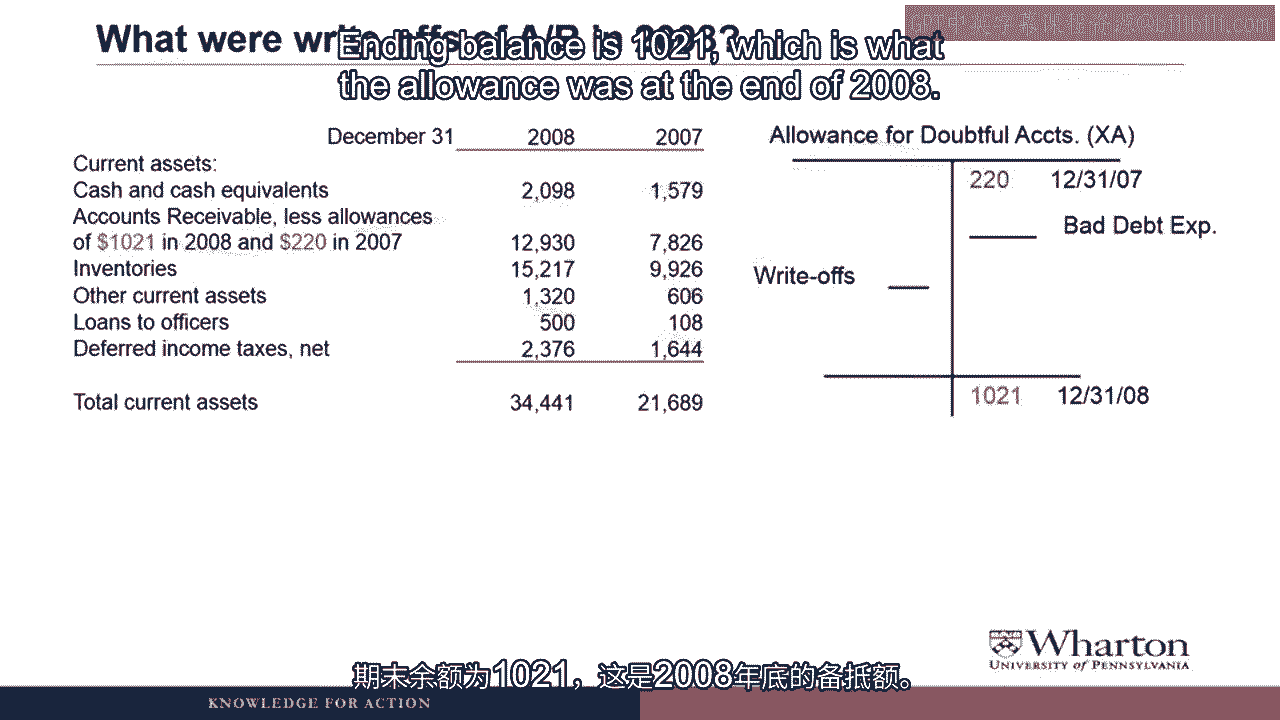 What were write-offs of A/R in 2008?
Ending balance is 1021, which is what
the allowance was at the end of 2008.
December 31 2008 2007
Current assets:
Cash and cash equivalents 2,098 1,579
Accounts Receivable, less allowances
of $1021 in 2008 and $220 in 2007 12,930 7,826
Inventories 15,217 9,926
Other current assets 1,320 606
Loans to officers 500 108
Deferred income taxes, net 2,376 1,644
Total current assets 34,441 21,689
Allowance for Doubtful Accts. (XA)
220 12/31/07
Bad Debt Exp.
Write-offs
1021 12/31/08
Wharton
UNIVERSITY of PENNSYLVANIA
期末余额为1021，这是2008年底的备抵额。
KNOWLEDGE FOR ACTION